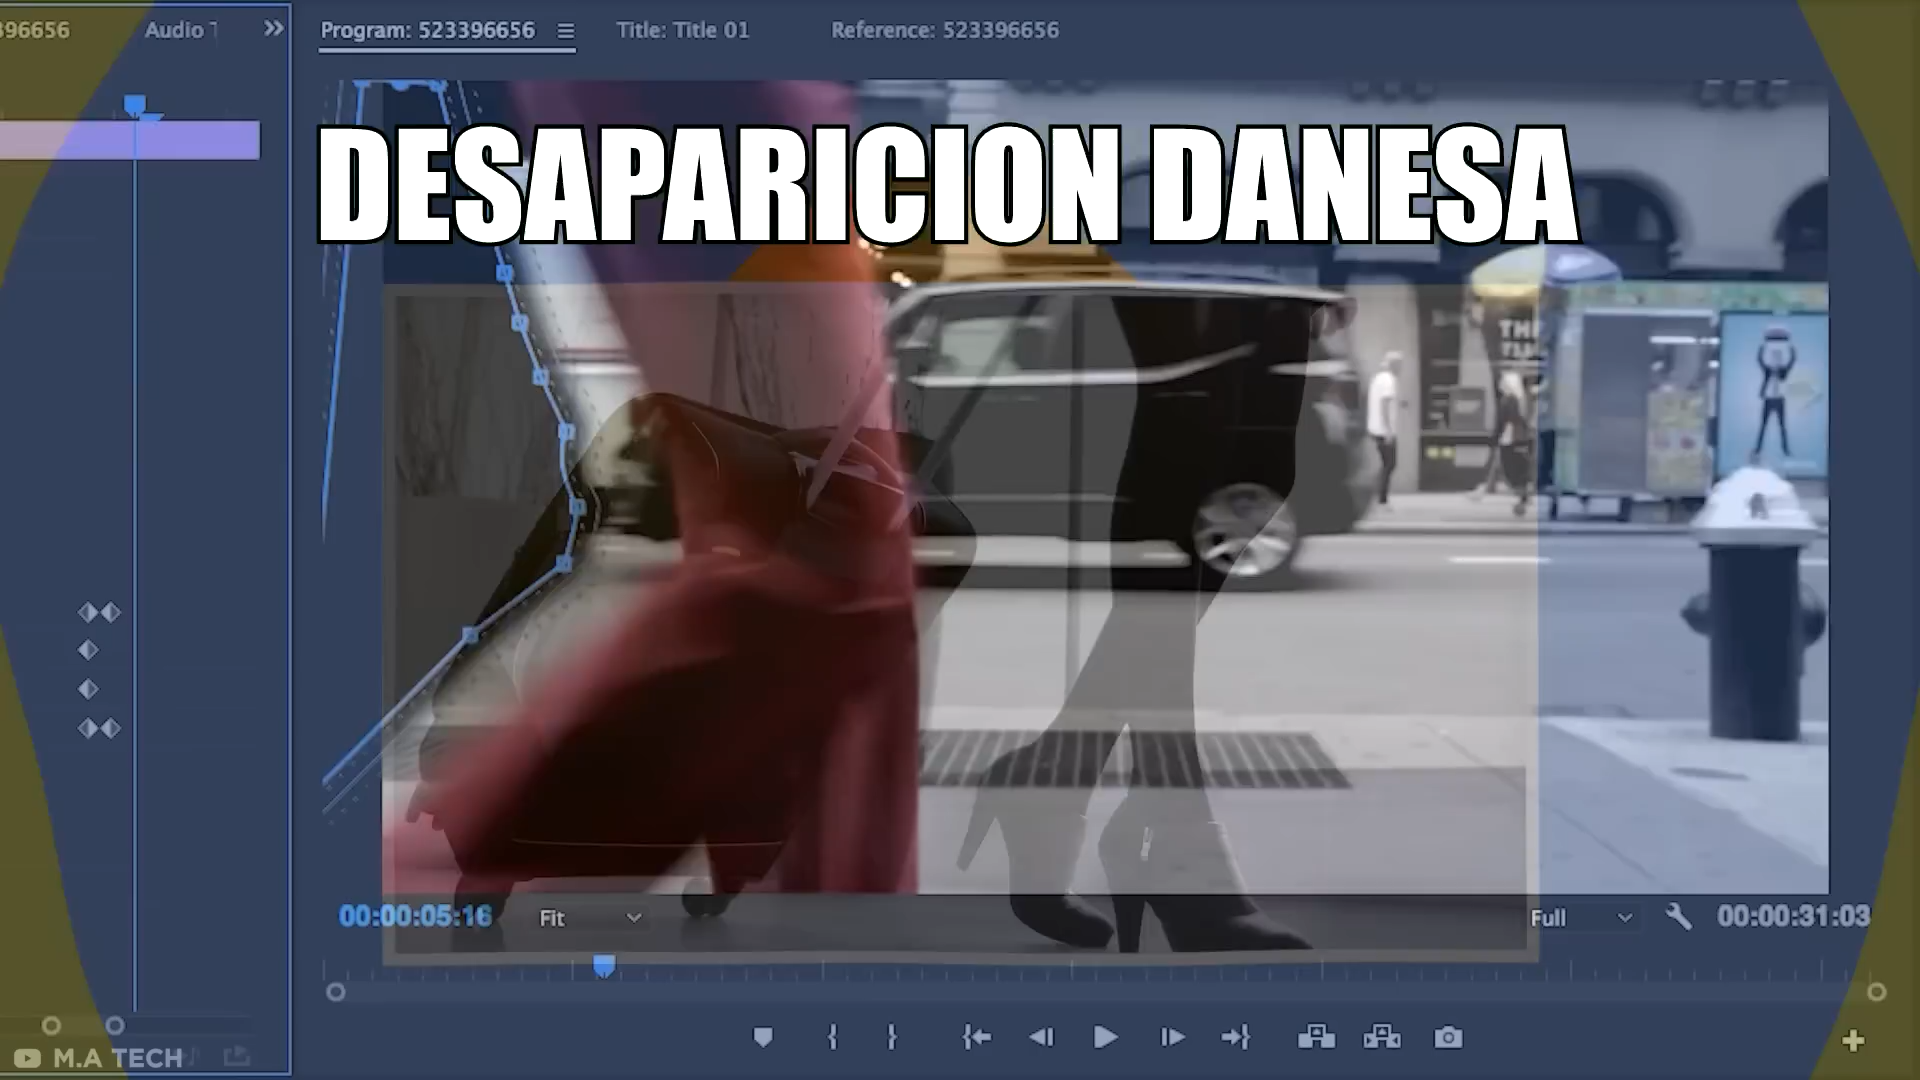 396656
Audio T
Program: 523396656
Title: Title 01
Reference: 523396656
DESAPARICION DANESA
THE
00:00:05:16
Fit
Full
00:00:31:03
M.A TECH